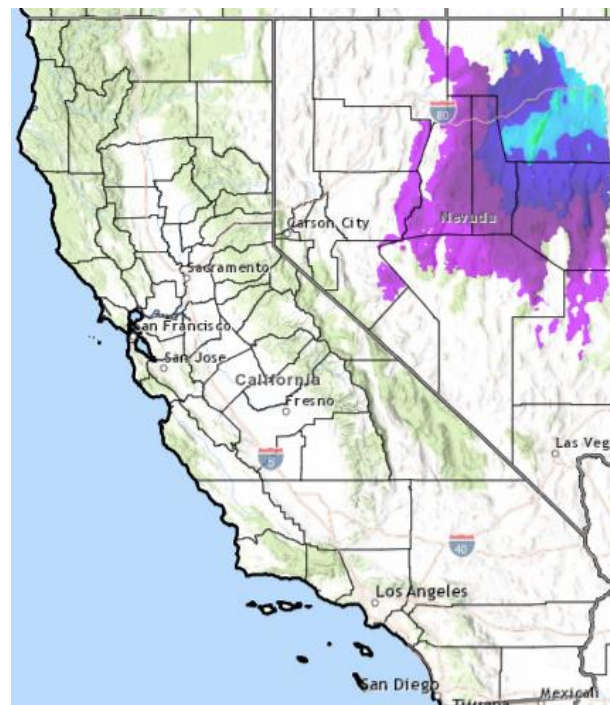 80
Nevada
Carson City
Sacramento
San Francisco
San Jose
California
Fresno
5
Las Veg
40
Los Angeles
San Diego
Mexicali